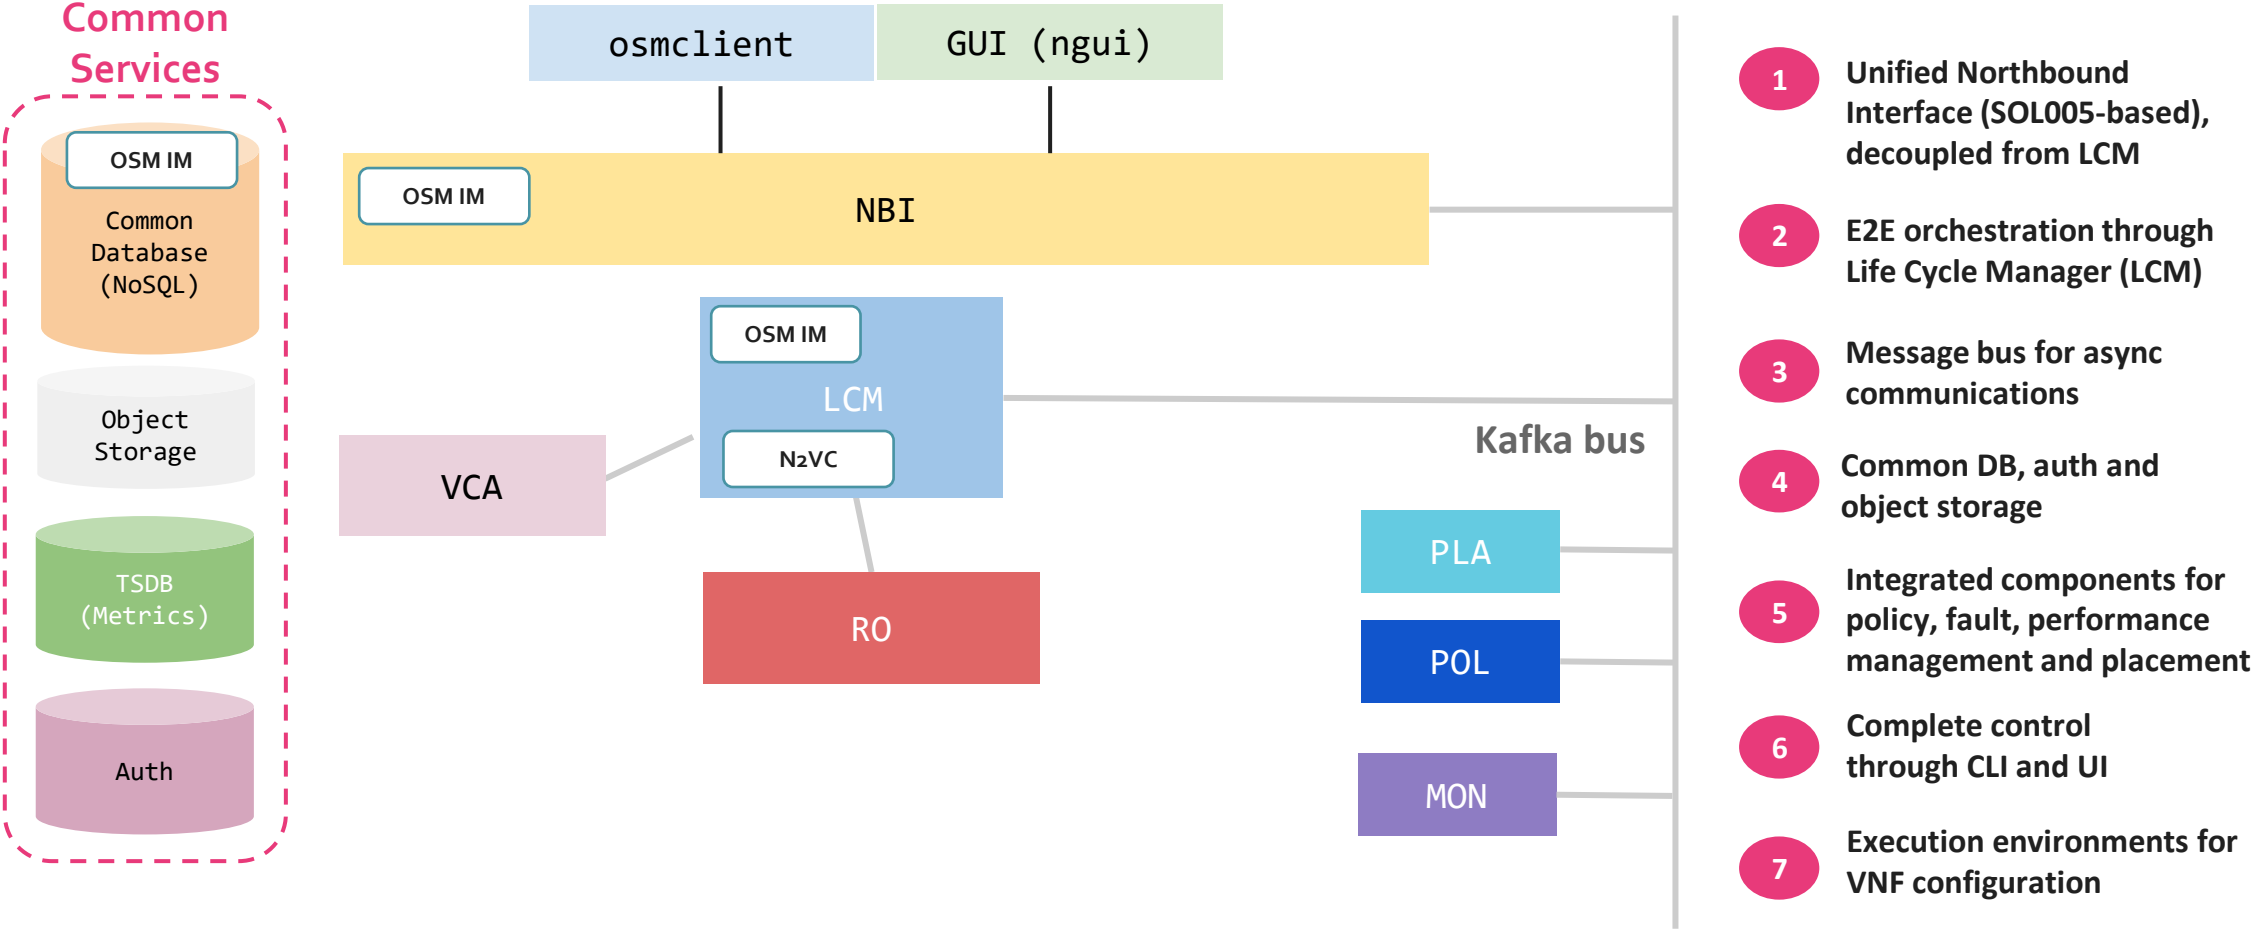 Common
Services
OSM IM
Common
Database
(NoSQL)
Object
Storage
TSDB
(Metrics)
Auth
osmclient
GUI (ngui)
OSM IM
NBI
OSM IM
LCM
N2VC
VCA
RO
Kafka bus
PLA
POL
MON
1
Unified Northbound
Interface (SOL005-based),
decoupled from LCM
2
E2E orchestration through
Life Cycle Manager (LCM)
3
Message bus for async
communications
4
Common DB, auth and
object storage
5
Integrated components for
policy, fault, performance
management and placement
6
Complete control
through CLI and UI
7
Execution environments for
VNF configuration